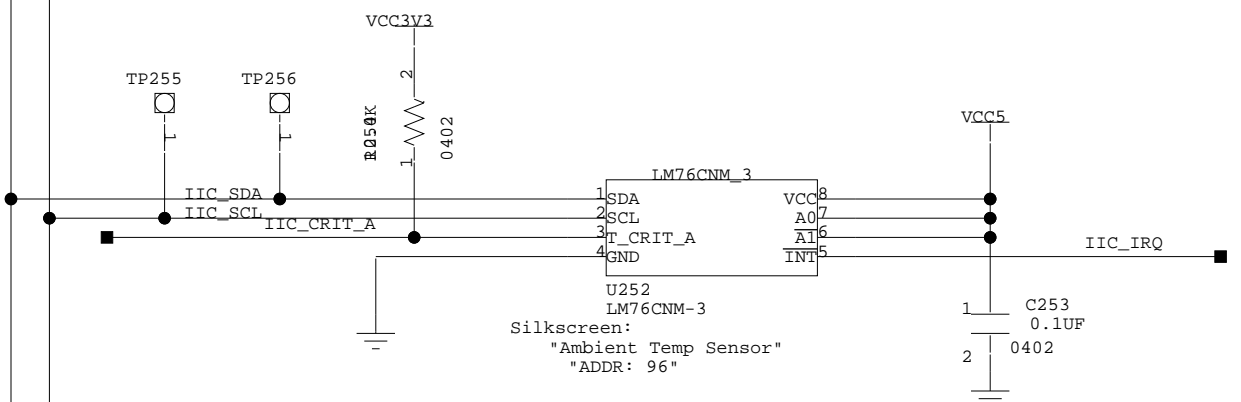 VCC3V3
TP255
TP256
2
1
1
0402
1
VCC5
LM76CNM_3
IIC_SDA
1 SDA
VCC 8
IIC_SCL
2 SCL
A0 7
IIC_CRIT_A
3 T_CRIT_A
A1 6
4 GND
INT 5
IIC_IRQ
U252
LM76CNM-3
Silkscreen:
"Ambient Temp Sensor"
"ADDR: 96"
1
C253
0.1UF
2
0402